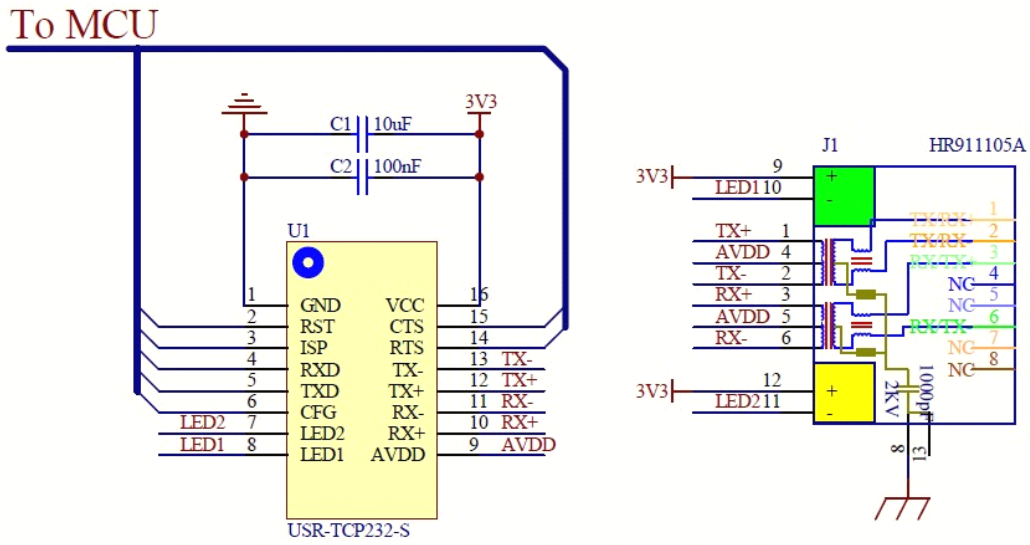 To MCU
3V3
C1 10uF
C2 100nF
U1
1 GND VCC 16
2 RST CTS 15
3 ISP RTS 14
4 RXD TX- 13 TX-
5 TXD TX+ 12 TX+
6 CFG RX- 11 RX-
LED2 7 LED2 RX+ 10 RX+
LED1 8 LED1 AVDD 9 AVDD
USR-TCP232-S
J1 HR911105A
3V3 9 +
LED1 10 -
TX+ 1
AVDD 4
TX- 2
RX+ 3
AVDD 5
RX- 6
3V3 12 +
LED2 11 -
TX/RX+ 1
TX/RX- 2
RX/TX+ 3
NC 4
NC 5
RX/TX- 6
NC 7
NC 8
1000pF
2KV
8
13